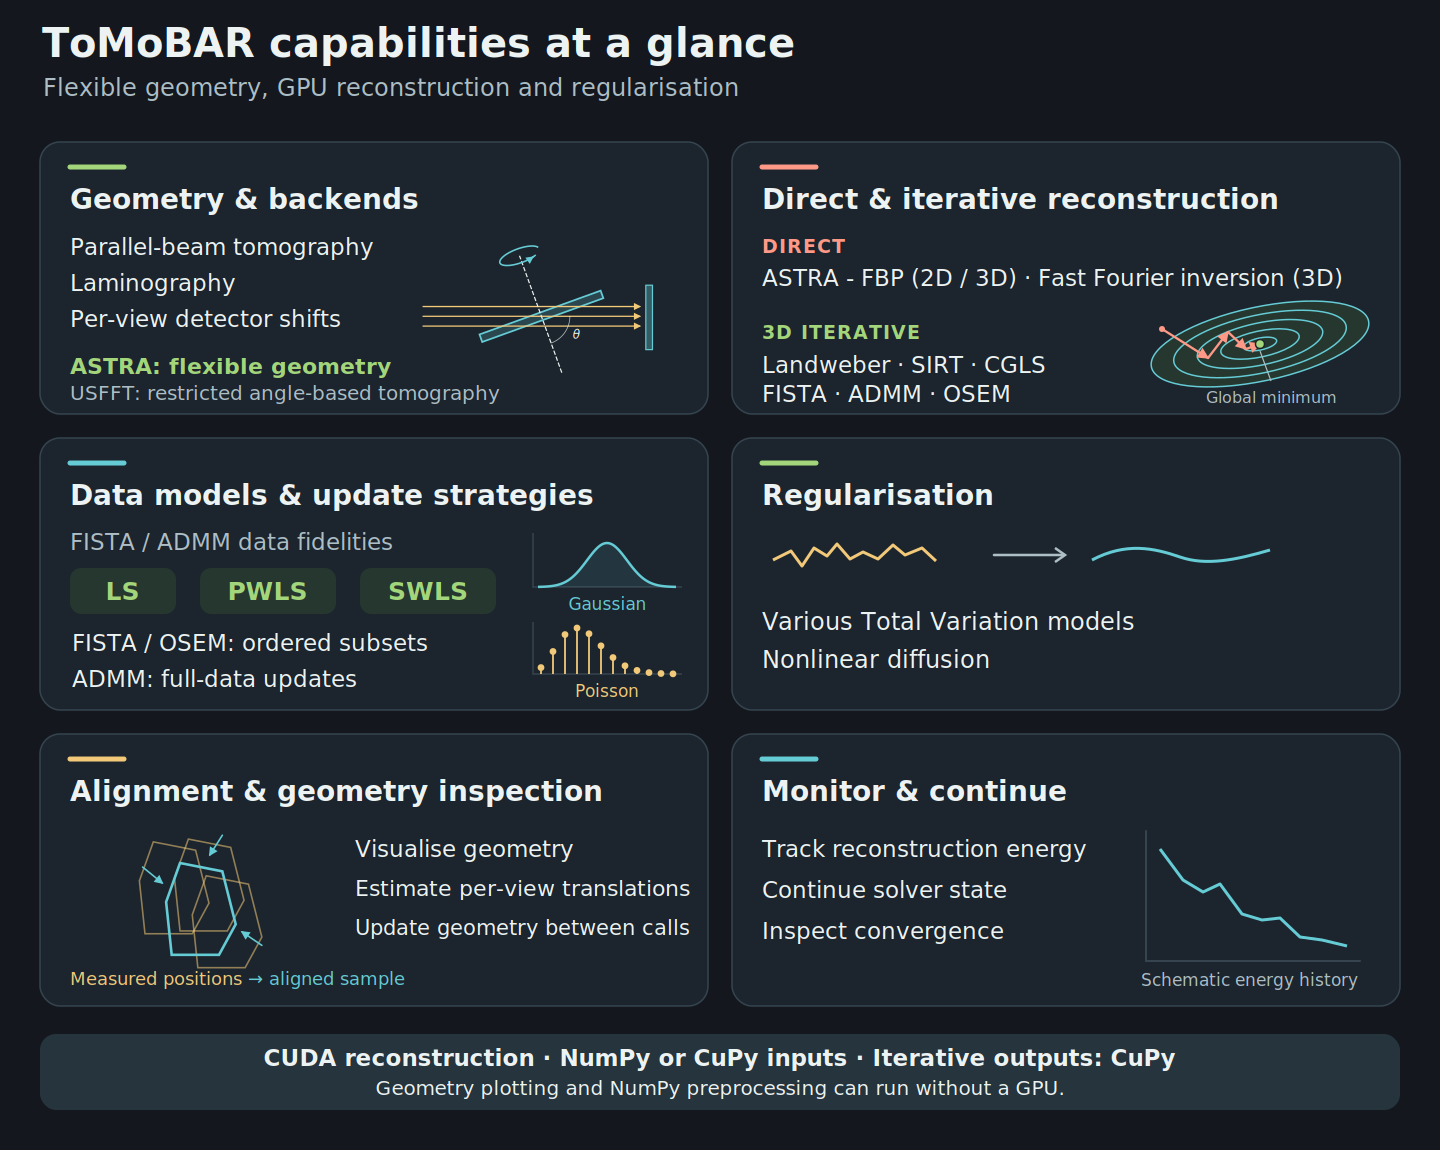 ToMoBAR capabilities at a glance
Flexible geometry, GPU reconstruction and regularisation
Geometry & backends
Parallel-beam tomography
Laminography
Per-view detector shifts
θ
ASTRA: flexible geometry
USFFT: restricted angle-based tomography
Direct & iterative reconstruction
DIRECT
ASTRA - FBP (2D / 3D) · Fast Fourier inversion (3D)
3D ITERATIVE
Landweber · SIRT · CGLS
FISTA · ADMM · OSEM
Global minimum
Data models & update strategies
FISTA / ADMM data fidelities
LS PWLS SWLS
Gaussian
FISTA / OSEM: ordered subsets
ADMM: full-data updates
Poisson
Regularisation
Various Total Variation models
Nonlinear diffusion
Alignment & geometry inspection
Visualise geometry
Estimate per-view translations
Update geometry between calls
Measured positions → aligned sample
Monitor & continue
Track reconstruction energy
Continue solver state
Inspect convergence
Schematic energy history
CUDA reconstruction · NumPy or CuPy inputs · Iterative outputs: CuPy
Geometry plotting and NumPy preprocessing can run without a GPU.